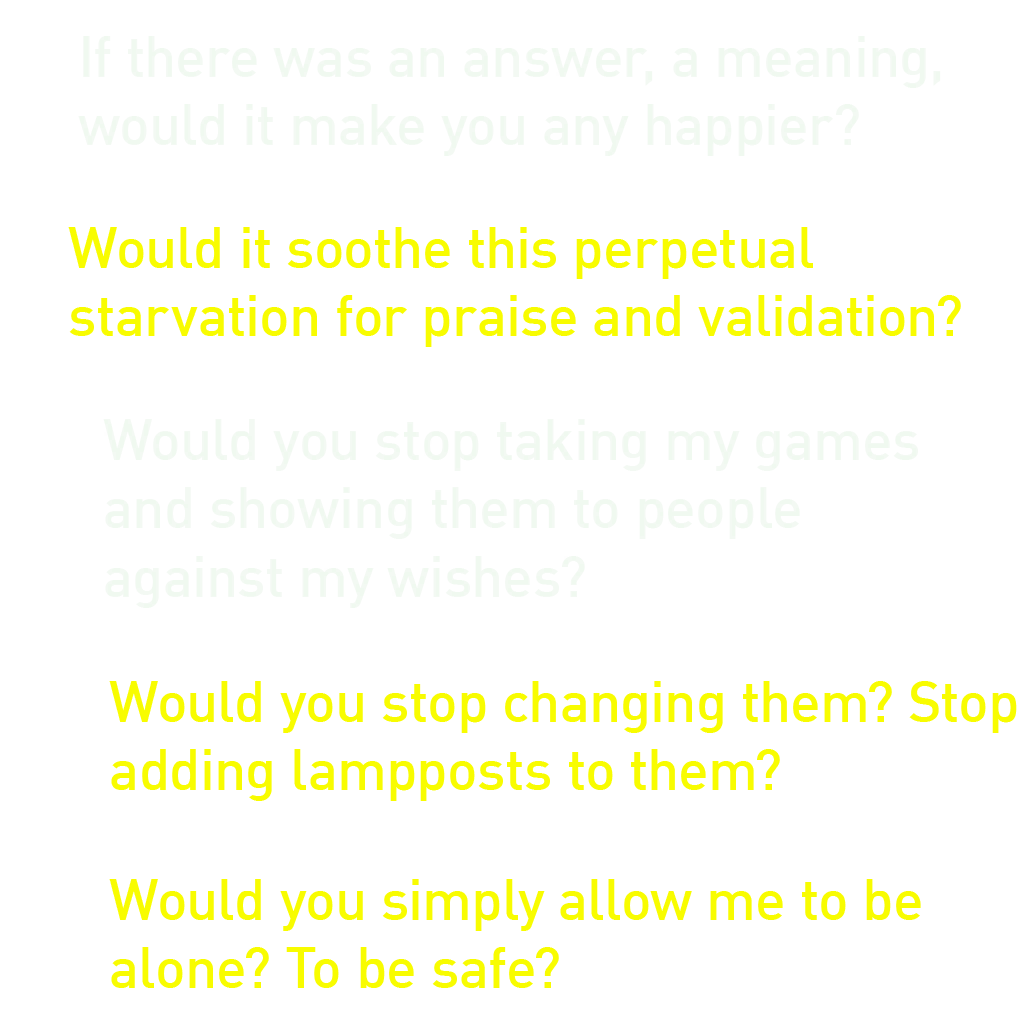 If there was an answer, a meaning,
would it make you any happier?
Would it soothe this perpetual
starvation for praise and validation?
Would you stop taking my games
and showing them to people
against my wishes?
Would you stop changing them? Stop
adding lampposts to them?
Would you simply allow me to be
alone? To be safe?